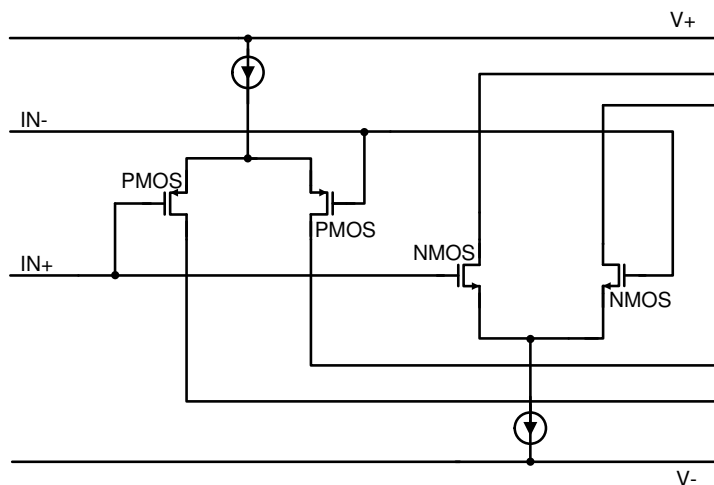 V+
IN-
PMOS
PMOS
NMOS
IN+
NMOS
V-